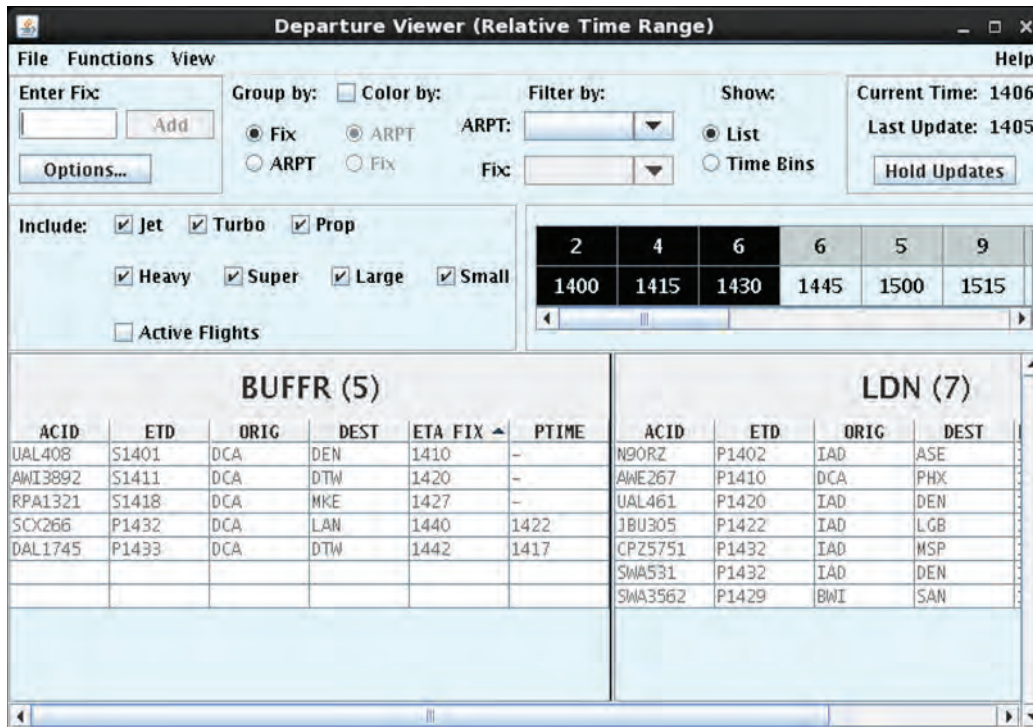 Departure Viewer (Relative Time Range)
File Functions View Help
Enter Fix: Group by: Color by: Filter by: Show: Current Time: 1406
Add Fix ARPT ARPT: List Last Update: 1405
Options... ARPT Fix Fix: Time Bins Hold Updates
Include: Jet Turbo Prop
2 4 6 6 5 9
Heavy Super Large Small
1400 1415 1430 1445 1500 1515
Active Flights
BUFFR (5) LDN (7)
ACID ETD ORIG DEST ETA FIX PTIME ACID ETD ORIG DEST
UAL408 S1401 DCA DEN 1410 - N90RZ P1402 IAD ASE
AWI3892 S1411 DCA DTW 1420 - AWE267 P1410 DCA PHX
RPA1321 S1418 DCA MKE 1427 - UAL461 P1420 IAD DEN
SCX266 P1432 DCA LAN 1440 1422 JBU305 P1422 IAD LGB
DAL1745 P1433 DCA DTW 1442 1417 CPZ5751 P1432 IAD MSP
SWA531 P1432 IAD DEN
SWA3562 P1429 BWI SAN